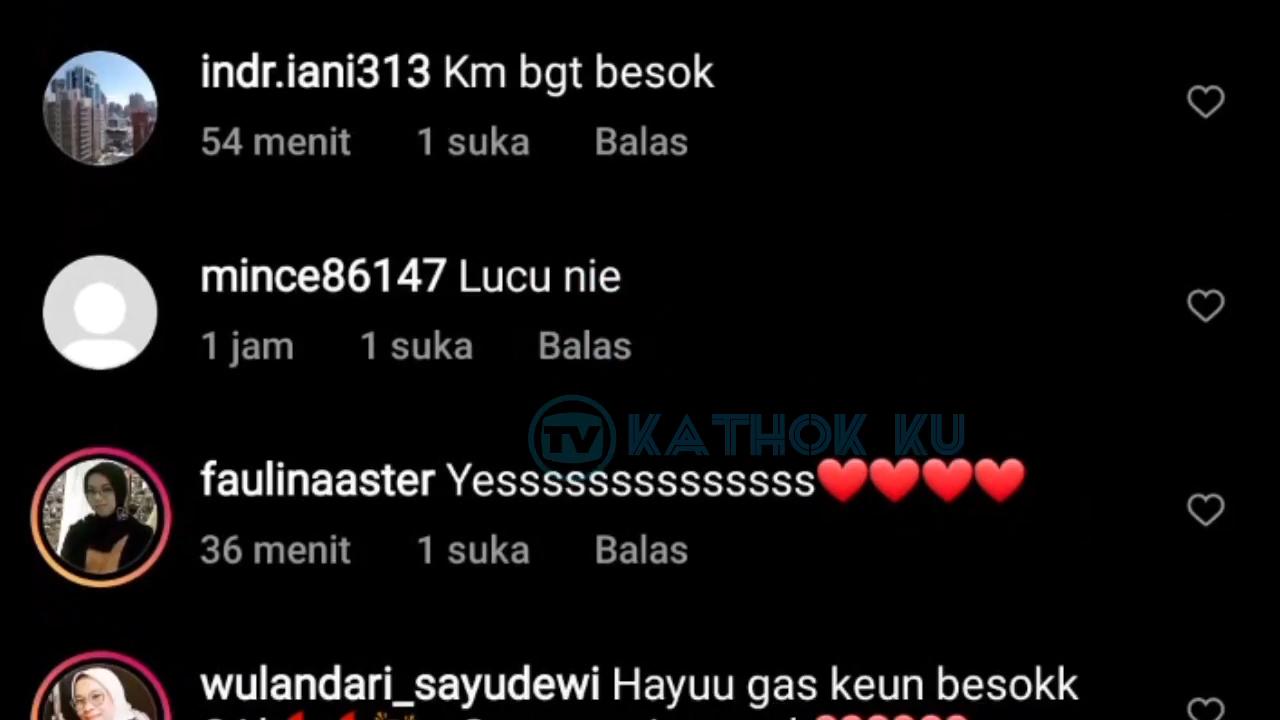 indr.iani313 Km bgt besok
54 menit 1 suka Balas
mince86147 Lucu nie
1 jam 1 suka Balas
TV KATHOK KU
faulinaaster Yessssssssssssss❤️❤️❤️❤️
36 menit 1 suka Balas
wulandari_sayudewi Hayuu gas keun besokk